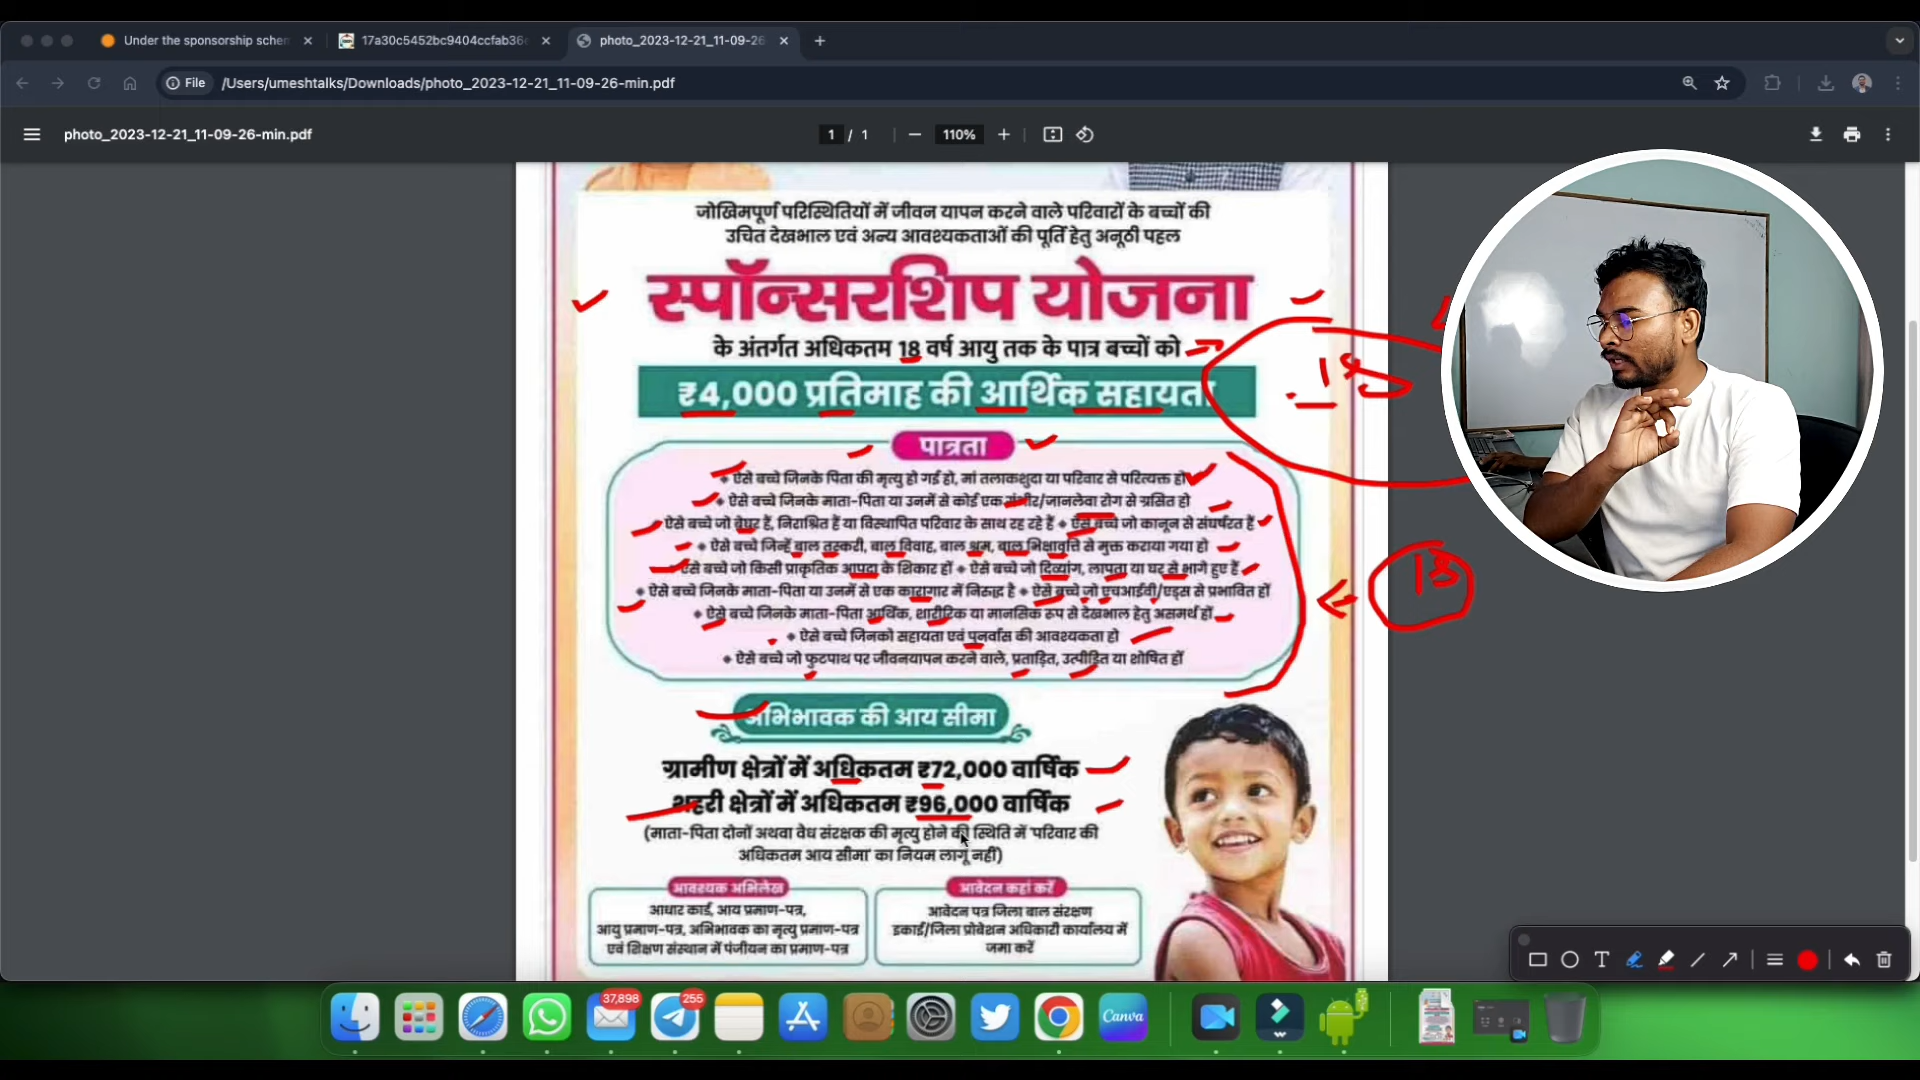 Under the sponsorship schem
17a30c5452bc9404ccfab36
photo_2023-12-21_11-09-26
File
/Users/umeshtalks/Downloads/photo_2023-12-21_11-09-26-min.pdf
photo_2023-12-21_11-09-26-min.pdf
1 / 1
110%
जोखिमपूर्ण परिस्थितियों में जीवन यापन करने वाले परिवारों के बच्चों की
उचित देखभाल एवं अन्य आवश्यकताओं की पूर्ति हेतु अनूठी पहल
स्पॉन्सरशिप योजना
के अंतर्गत अधिकतम 18 वर्ष आयु तक के पात्र बच्चों को
₹4,000 प्रतिमाह की आर्थिक सहायता
18
पात्रता
• ऐसे बच्चे जिनके पिता की मृत्यु हो गई हो, मां तलाकशुदा या परिवार से परित्यक्त हो
• ऐसे बच्चे जिनके माता-पिता या उनमें से कोई एक गंभीर/जानलेवा रोग से ग्रसित हो
• ऐसे बच्चे जो बेघर हैं, निराश्रित हैं या विस्थापित परिवार के साथ रह रहे हैं • ऐसे बच्चे जो कानून से संघर्षरत हैं
• ऐसे बच्चे जिन्हें बाल तस्करी, बाल विवाह, बाल श्रम, बाल भिक्षावृत्ति से मुक्त कराया गया हो
• ऐसे बच्चे जो किसी प्राकृतिक आपदा के शिकार हों • ऐसे बच्चे जो दिव्यांग, लापता या घर से भागे हुए हैं
• ऐसे बच्चे जिनके माता-पिता या उनमें से एक कारागार में निरुद्ध है • ऐसे बच्चे जो एचआईवी/एड्स से प्रभावित हों
18
• ऐसे बच्चे जिनके माता-पिता आर्थिक, शारीरिक या मानसिक रूप से देखभाल हेतु असमर्थ हों
• ऐसे बच्चे जिनको सहायता एवं पुनर्वास की आवश्यकता हो
• ऐसे बच्चे जो फुटपाथ पर जीवनयापन करने वाले, प्रताड़ित, उत्पीड़ित या शोषित हों
अभिभावक की आय सीमा
ग्रामीण क्षेत्रों में अधिकतम ₹72,000 वार्षिक
शहरी क्षेत्रों में अधिकतम ₹96,000 वार्षिक
(माता-पिता दोनों अथवा वैध संरक्षक की मृत्यु होने की स्थिति में 'परिवार की
अधिकतम आय सीमा' का नियम लागू नहीं)
आवश्यक अभिलेख
आधार कार्ड, आय प्रमाण-पत्र,
आयु प्रमाण-पत्र, अभिभावक का मृत्यु प्रमाण-पत्र
एवं शिक्षण संस्थान में पंजीयन का प्रमाण-पत्र
आवेदन कहां करें
आवेदन पत्र जिला बाल संरक्षण
इकाई/जिला प्रोबेशन अधिकारी कार्यालय में
जमा करें
T
37,898
255
Canva